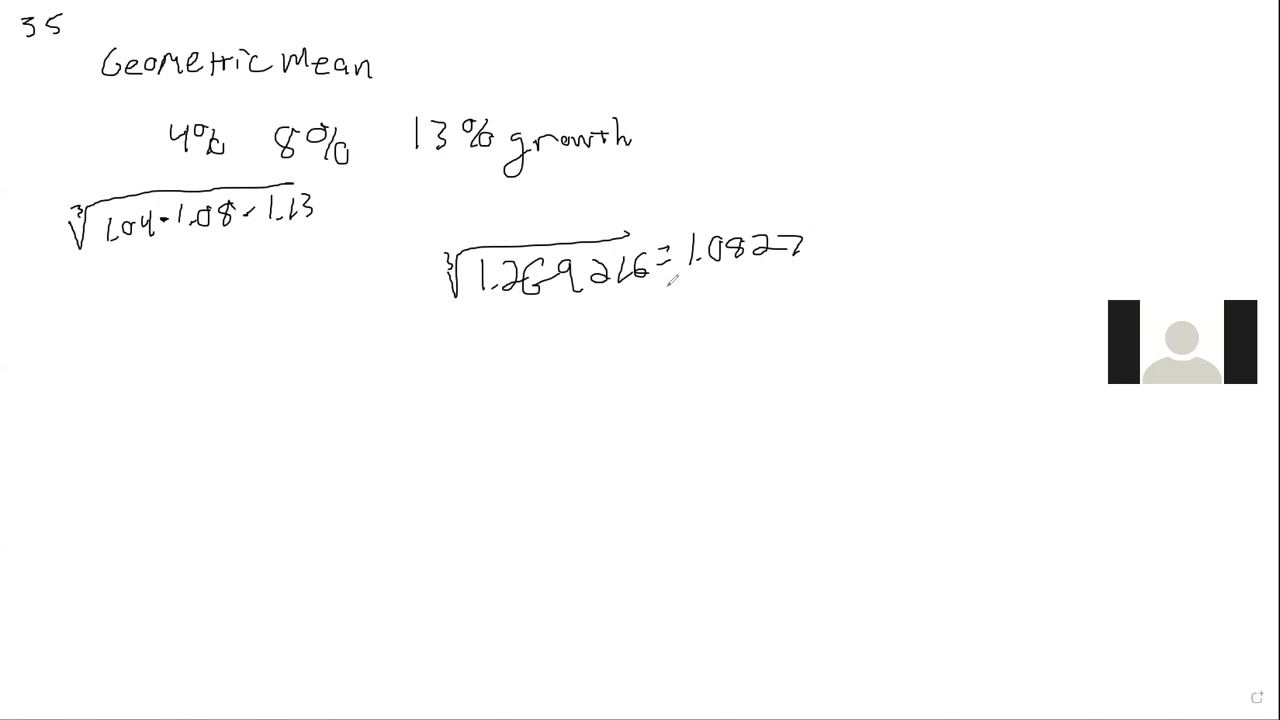 35
Geometric Mean
4% 8% 13% growth
∛1.04·1.08·1.13
∛1.269216=1.0827